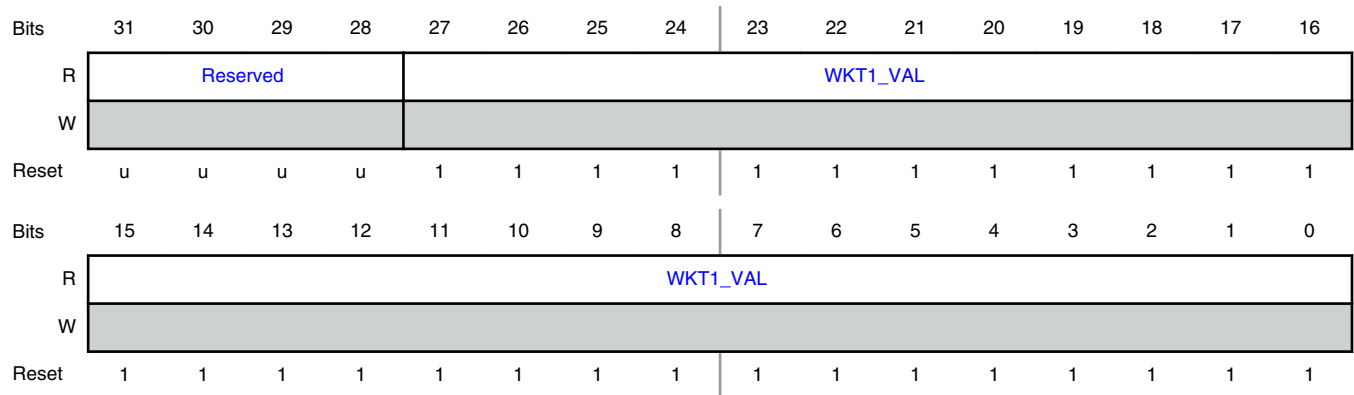 Bits 31 30 29 28 27 26 25 24 23 22 21 20 19 18 17 16
R Reserved WKT1_VAL
W
Reset u u u u 1 1 1 1 1 1 1 1 1 1 1 1
Bits 15 14 13 12 11 10 9 8 7 6 5 4 3 2 1 0
R WKT1_VAL
W
Reset 1 1 1 1 1 1 1 1 1 1 1 1 1 1 1 1